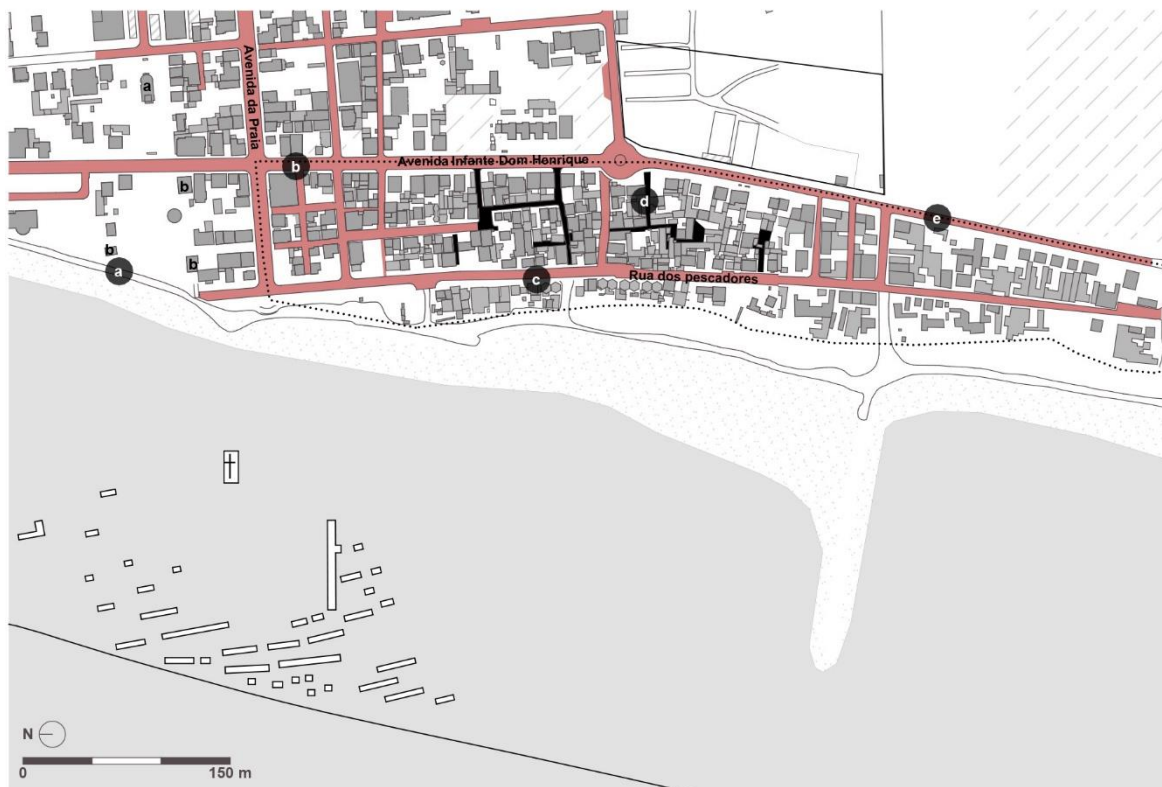 Avenida da Praia
a
b
Avenida Infante Dom Henrique
b
d
e
b
a
b
c
Rua dos pescadores
N
0
150 m